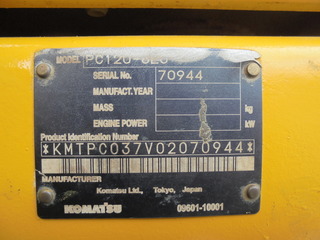 MODEL PC120-6E0
SERIAL No. 70944
MANUFACT.YEAR
MASS kg
ENGINE POWER kW
Product Identification Number
*KMTPC037V02070944*
MANUFACTURER
Komatsu Ltd. Tokyo, Japan
KOMATSU 09601-10001